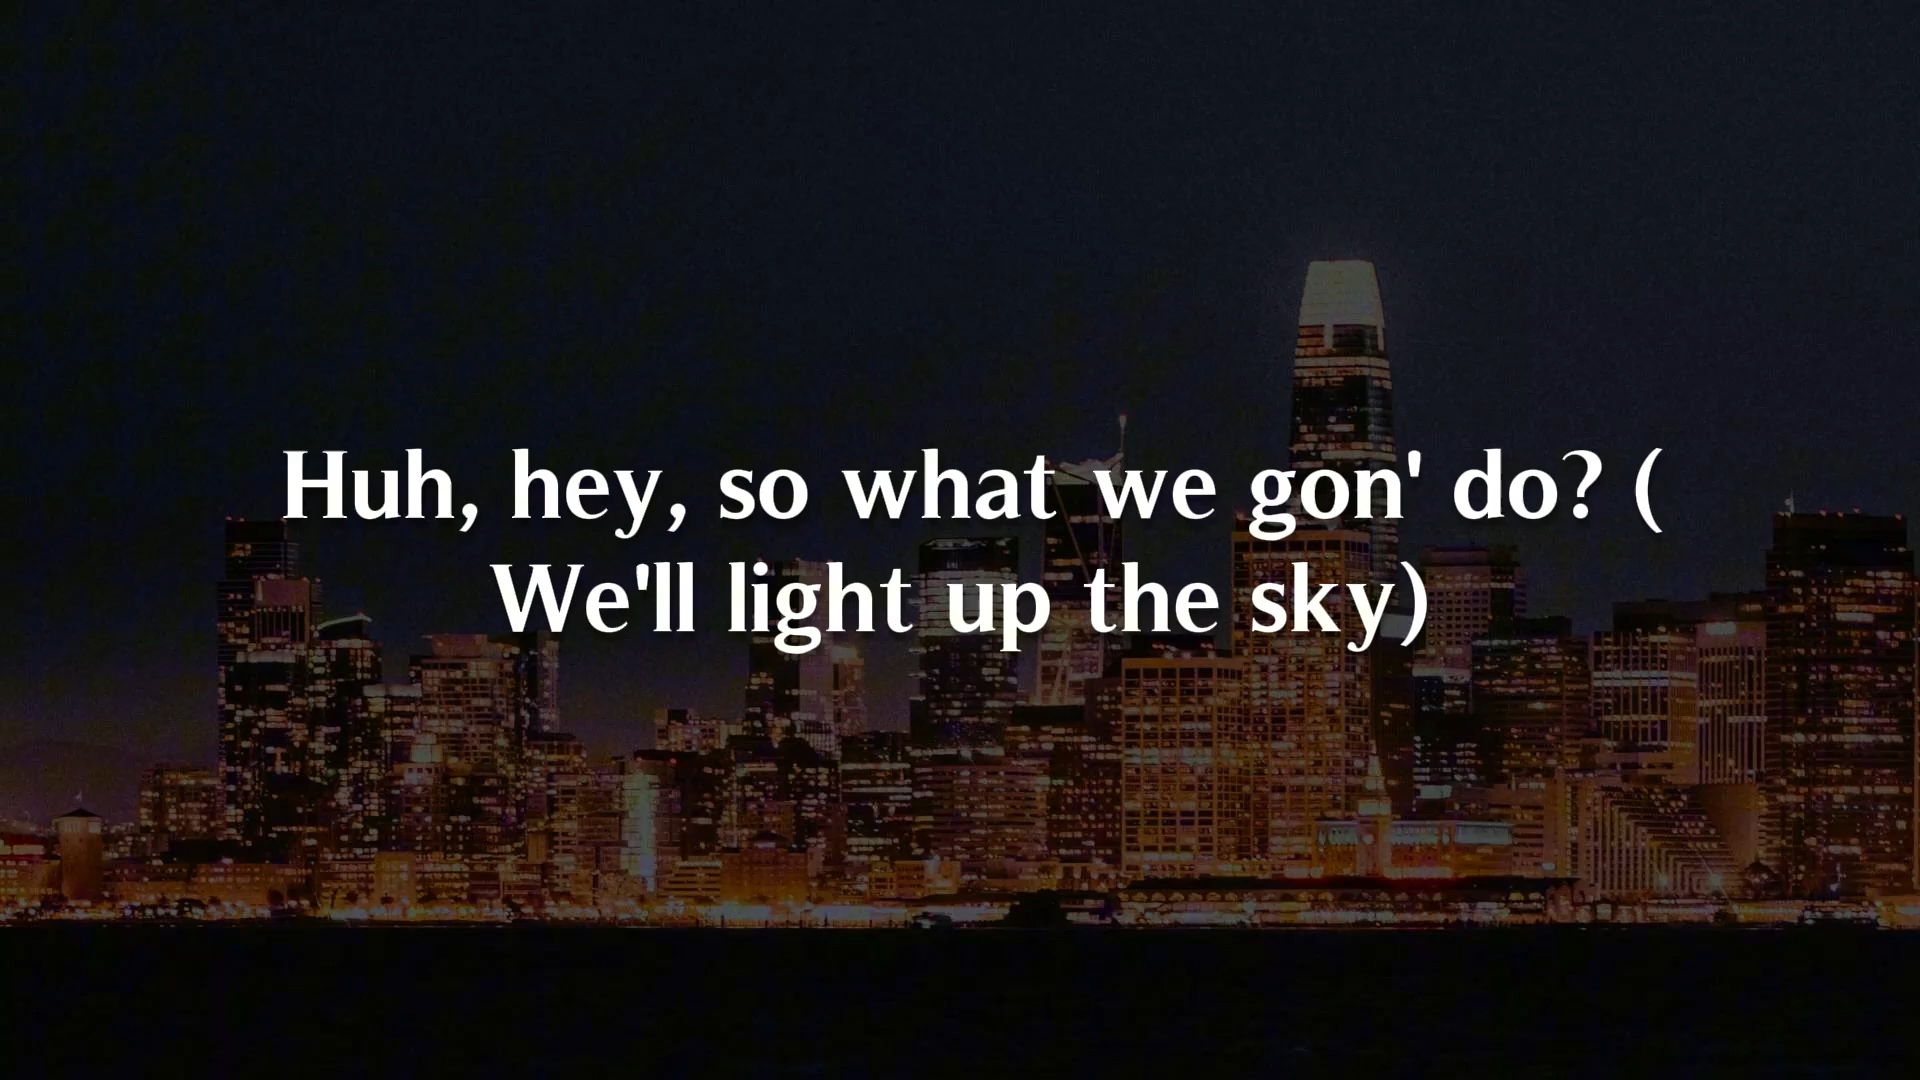 Huh, hey, so what we gon' do? (
We'll light up the sky)